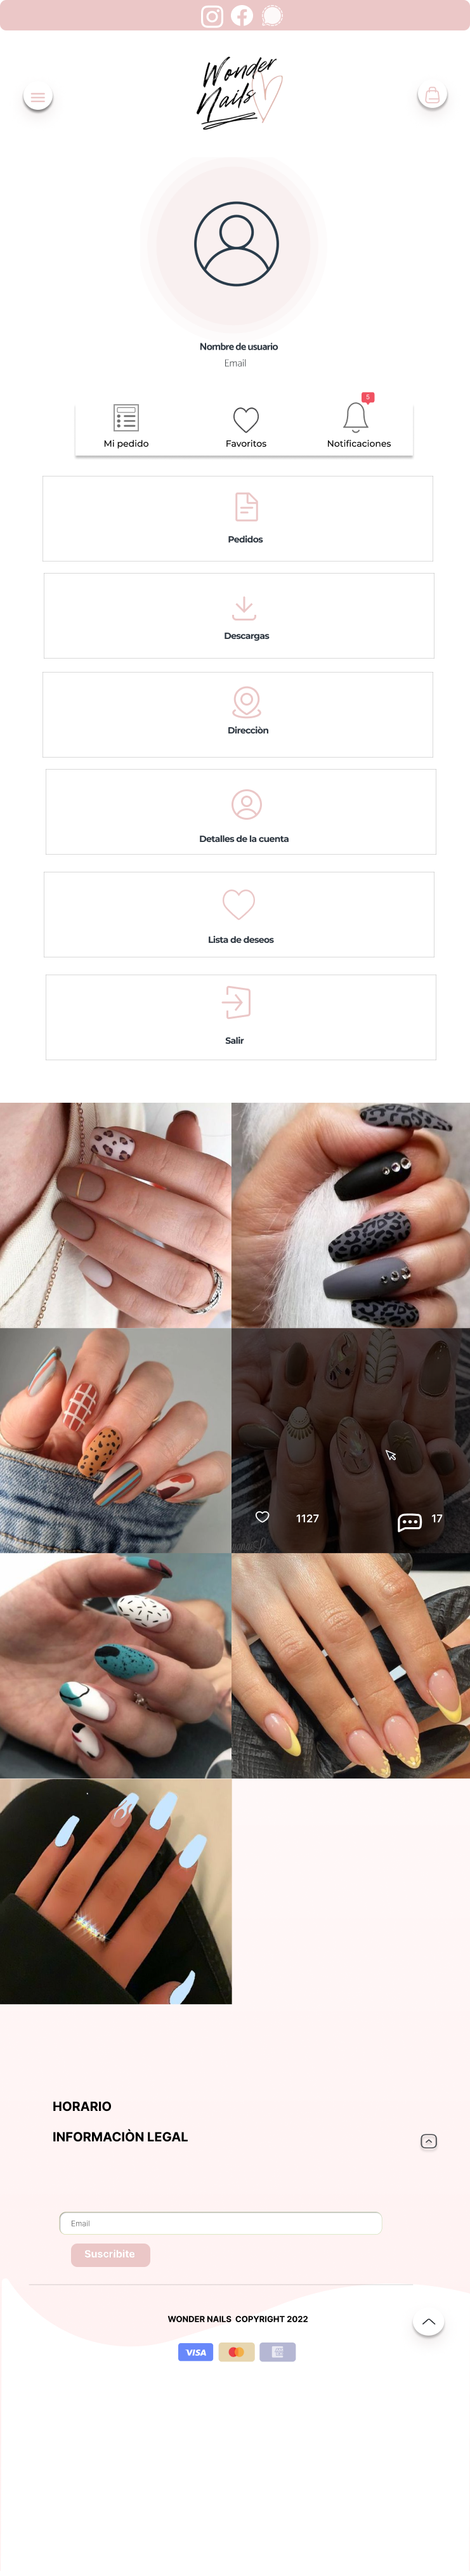 Wonder
Nails
Nombre de usuario
Email
5
Mi pedido
Favoritos
Notificaciones
Pedidos
Descargas
Direcciòn
Detalles de la cuenta
Lista de deseos
Salir
1127
17
HORARIO
INFORMACIÒN LEGAL
Email
Suscribite
WONDER NAILS COPYRIGHT 2022
VISA